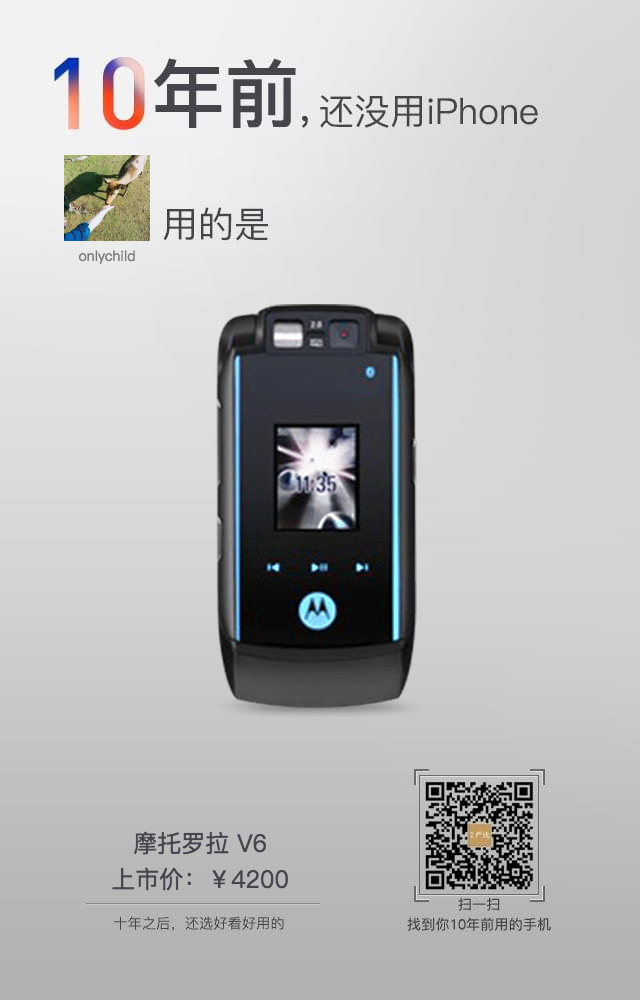 10年前,还没用iPhone
用的是
onlychild
2.0
11:35
摩托罗拉 V6
上市价：￥4200
十年之后，还选好看好用的
扫一扫
找到你10年前用的手机